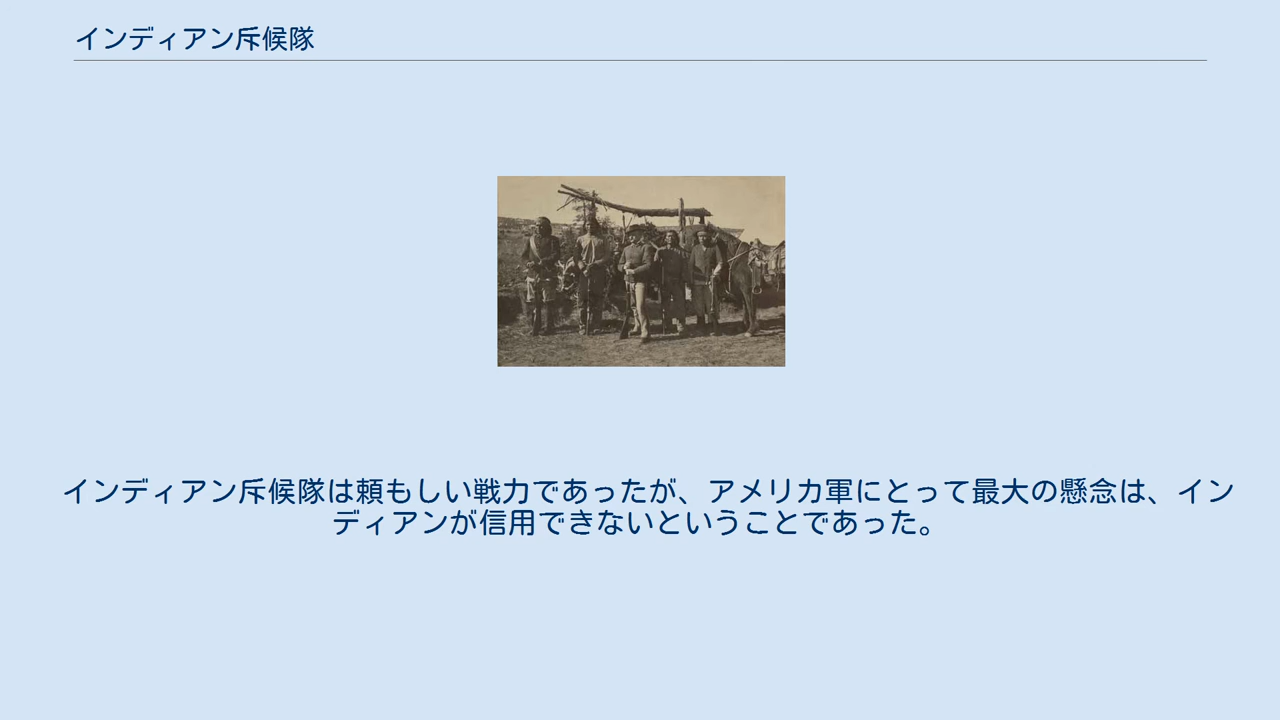 インディアン斥候隊
インディアン斥候隊は頼もしい戦力であったが、アメリカ軍にとって最大の懸念は、イン
ディアンが信用できないということであった。